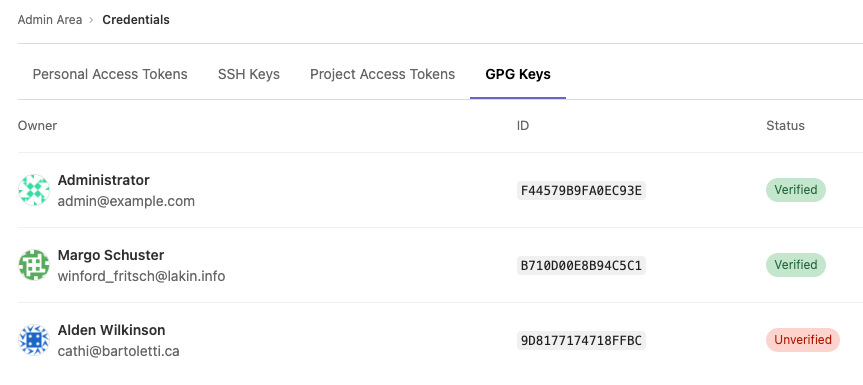 Admin Area › Credentials
Personal Access Tokens SSH Keys Project Access Tokens GPG Keys
Owner ID Status
Administrator
admin@example.com
F44579B9FA0EC93E
Verified
Margo Schuster
winford_fritsch@lakin.info
B710D00E8B94C5C1
Verified
Alden Wilkinson
cathi@bartoletti.ca
9D8177174718FFBC
Unverified